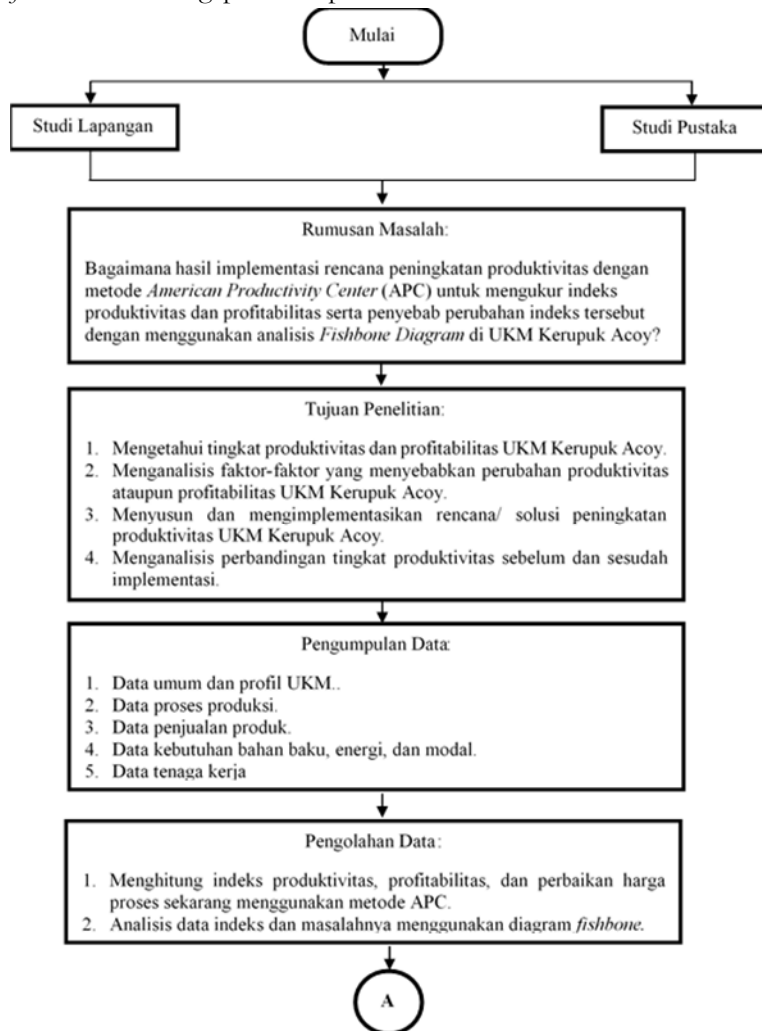 Mulai
Studi Lapangan
Studi Pustaka
Rumusan Masalah:
Bagaimana hasil implementasi rencana peningkatan produktivitas dengan
metode American Productivity Center (APC) untuk mengukur indeks
produktivitas dan profitabilitas serta penyebab perubahan indeks tersebut
dengan menggunakan analisis Fishbone Diagram di UKM Kerupuk Acoy?
Tujuan Penelitian:
1. Mengetahui tingkat produktivitas dan profitabilitas UKM Kerupuk Acoy.
2. Menganalisis faktor-faktor yang menyebabkan perubahan produktivitas
ataupun profitabilitas UKM Kerupuk Acoy.
3. Menyusun dan mengimplementasikan rencana/ solusi peningkatan
produktivitas UKM Kerupuk Acoy.
4. Menganalisis perbandingan tingkat produktivitas sebelum dan sesudah
implementasi.
Pengumpulan Data:
1. Data umum dan profil UKM..
2. Data proses produksi.
3. Data penjualan produk.
4. Data kebutuhan bahan baku, energi, dan modal.
5. Data tenaga kerja
Pengolahan Data:
1. Menghitung indeks produktivitas, profitabilitas, dan perbaikan harga
proses sekarang menggunakan metode APC.
2. Analisis data indeks dan masalahnya menggunakan diagram fishbone.
A